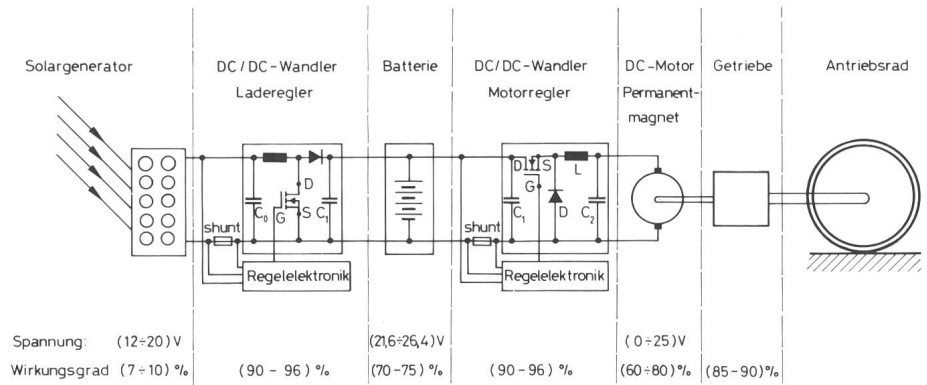 Solargenerator
DC/DC-Wandler
Laderegler
Batterie
DC/DC-Wandler
Motorregler
DC-Motor
Permanent-
magnet
Getriebe
Antriebsrad
D
G
S
C₀
C₁
shunt
Regelelektronik
D
S
G
L
C₁
D
C₂
shunt
Regelelektronik
Spannung: (12÷20)V (21,6÷26,4)V (0÷25)V
Wirkungsgrad (7÷10)% (90-96)% (70-75)% (90-96)% (60÷80)% (85-90)%